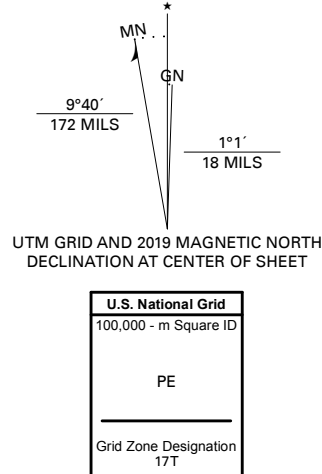 MN
GN
9°40´
172 MILS
1°1´
18 MILS
UTM GRID AND 2019 MAGNETIC NORTH
DECLINATION AT CENTER OF SHEET
U.S. National Grid
100,000 - m Square ID
PE
Grid Zone Designation
17T